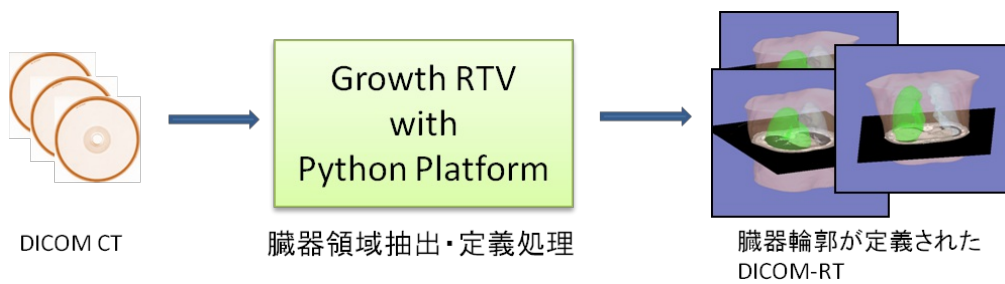 Growth RTV
with
Python Platform
DICOM CT
臓器領域抽出・定義処理
臓器輪郭が定義された
DICOM-RT